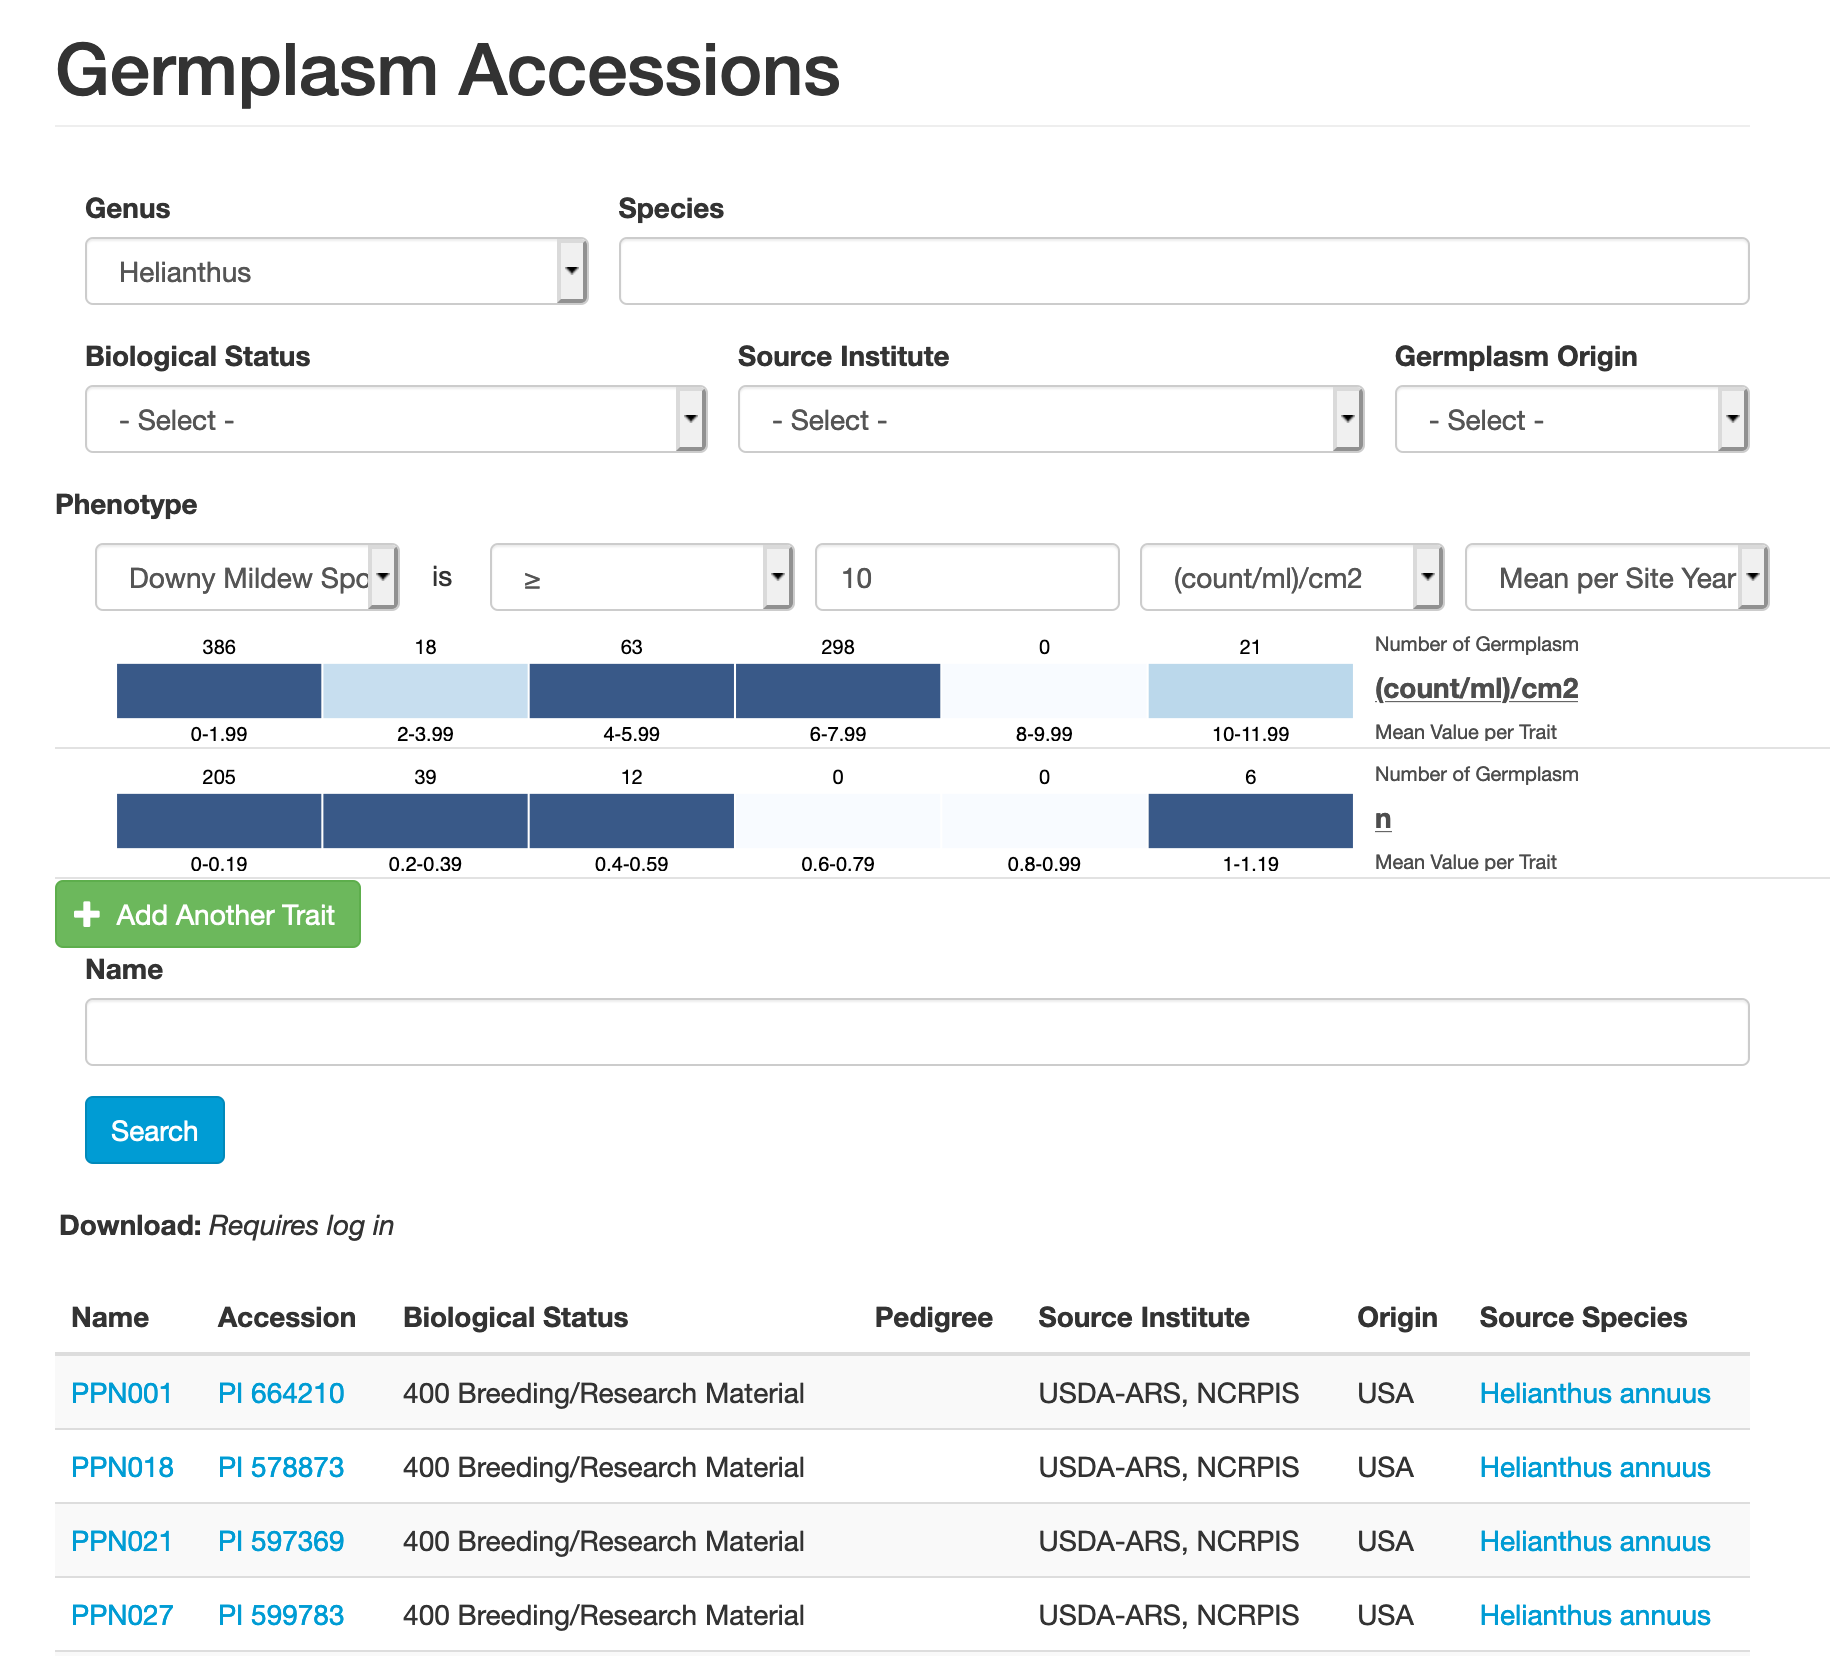 Germplasm Accessions
Genus Species
Helianthus
Biological Status Source Institute Germplasm Origin
- Select - - Select - - Select -
Phenotype
Downy Mildew Spo is ≥ 10 (count/ml)/cm2 Mean per Site Year
386 18 63 298 0 21 Number of Germplasm
(count/ml)/cm2
0-1.99 2-3.99 4-5.99 6-7.99 8-9.99 10-11.99 Mean Value per Trait
205 39 12 0 0 6 Number of Germplasm
n
0-0.19 0.2-0.39 0.4-0.59 0.6-0.79 0.8-0.99 1-1.19 Mean Value per Trait
+ Add Another Trait
Name
Search
Download: Requires log in
Name Accession Biological Status Pedigree Source Institute Origin Source Species
PPN001 PI 664210 400 Breeding/Research Material USDA-ARS, NCRPIS USA Helianthus annuus
PPN018 PI 578873 400 Breeding/Research Material USDA-ARS, NCRPIS USA Helianthus annuus
PPN021 PI 597369 400 Breeding/Research Material USDA-ARS, NCRPIS USA Helianthus annuus
PPN027 PI 599783 400 Breeding/Research Material USDA-ARS, NCRPIS USA Helianthus annuus